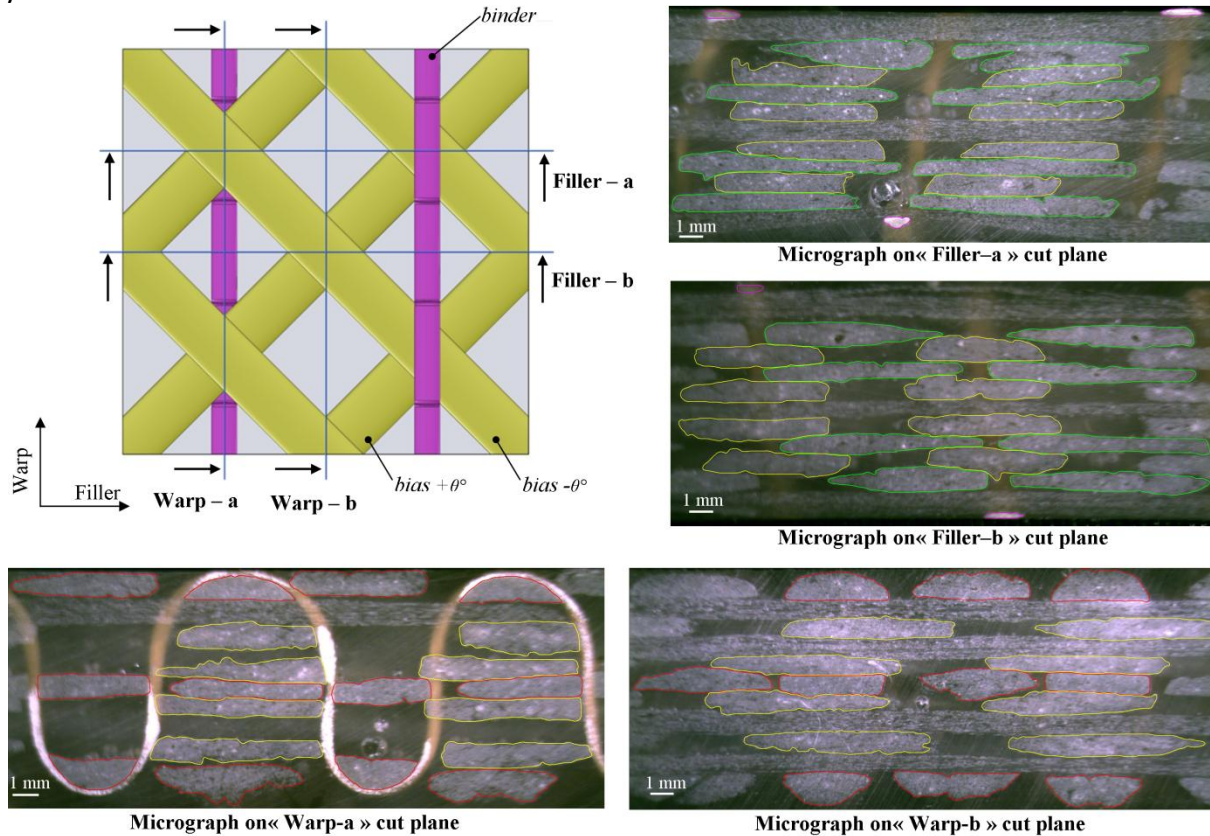 binder
Filler – a
Filler – b
Warp
Filler
Warp – a
Warp – b
bias +θ°
bias -θ°
1 mm
Micrograph on« Filler–a » cut plane
1 mm
Micrograph on« Filler–b » cut plane
1 mm
Micrograph on« Warp-a » cut plane
1 mm
Micrograph on« Warp-b » cut plane